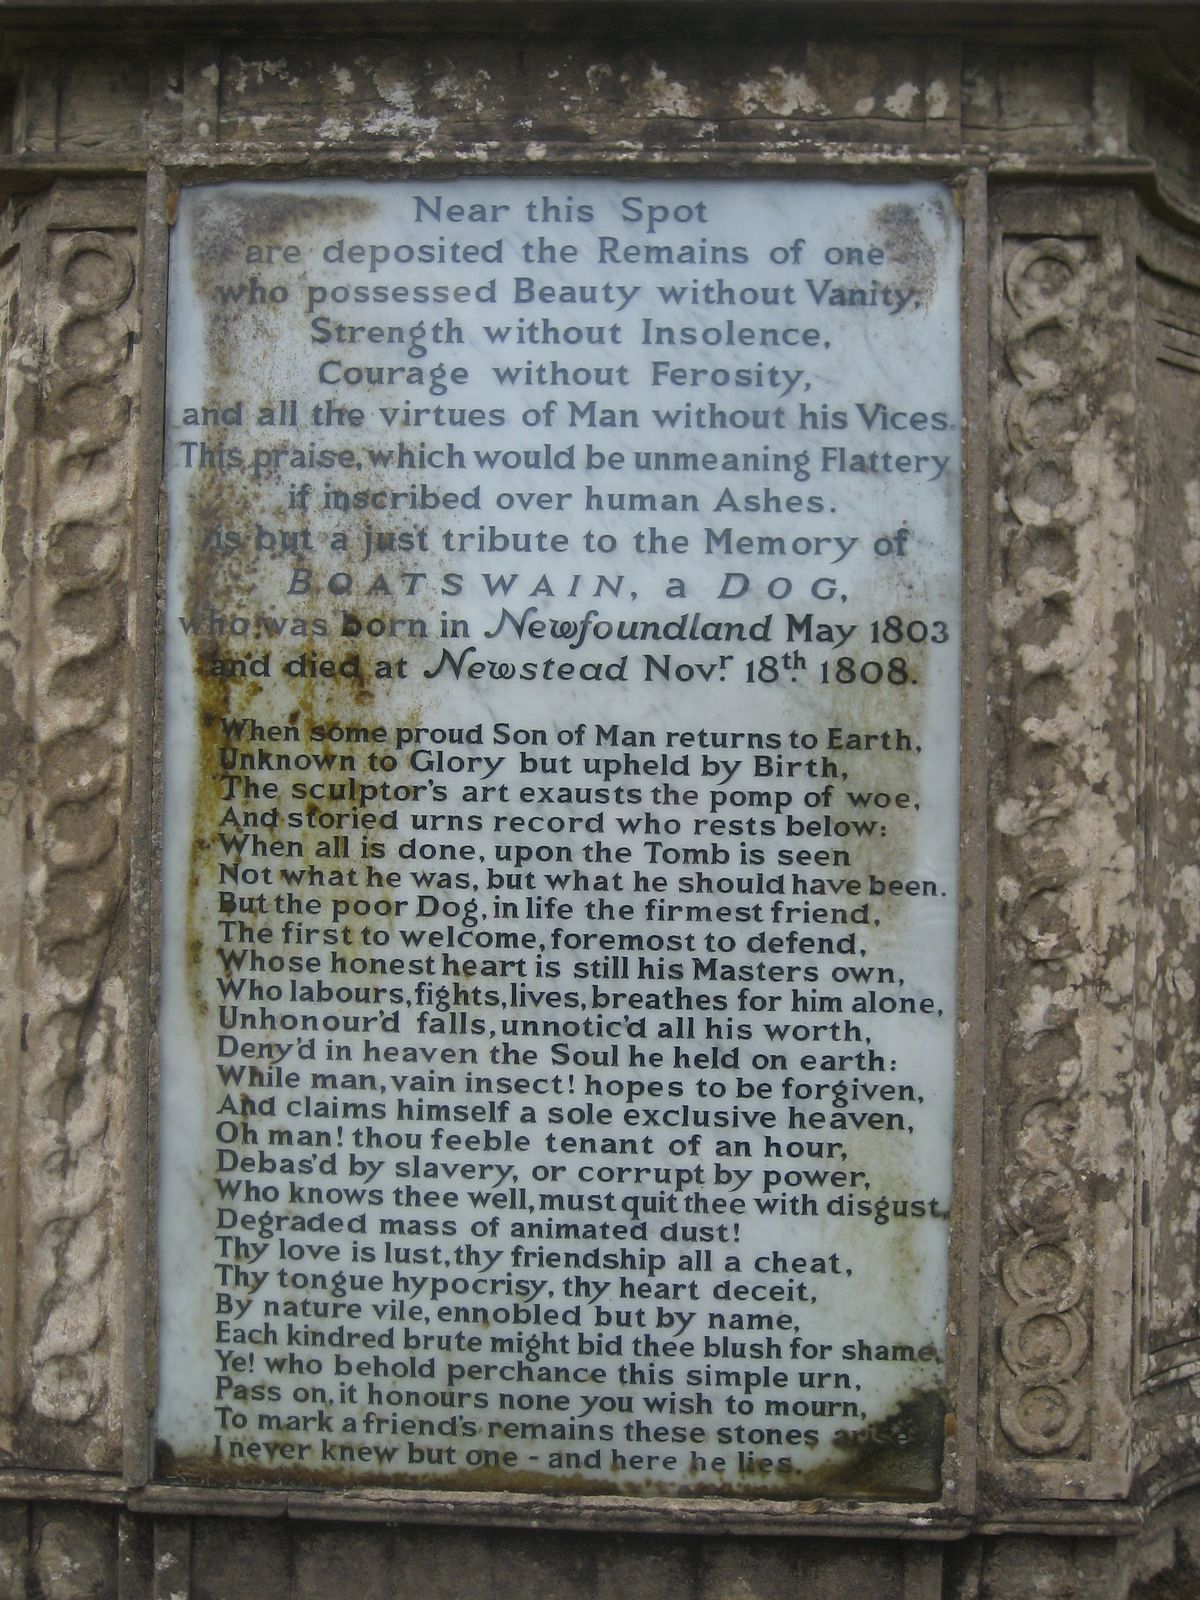 Near this Spot
are deposited the Remains of one
who possessed Beauty without Vanity,
Strength without Insolence,
Courage without Ferosity,
and all the virtues of Man without his Vices.
This praise, which would be unmeaning Flattery
if inscribed over human Ashes.
is but a just tribute to the Memory of
BOATSWAIN, a DOG,
who was born in Newfoundland May 1803
and died at Newstead Novr. 18th. 1808.
When some proud Son of Man returns to Earth,
Unknown to Glory but upheld by Birth,
The sculptor's art exausts the pomp of woe,
And storied urns record who rests below:
When all is done, upon the Tomb is seen
Not what he was, but what he should have been.
But the poor Dog, in life the firmest friend,
The first to welcome, foremost to defend,
Whose honest heart is still his Masters own,
Who labours, fights, lives, breathes for him alone,
Unhonour'd falls, unnotic'd all his worth,
Deny'd in heaven the Soul he held on earth:
While man, vain insect! hopes to be forgiven,
And claims himself a sole exclusive heaven,
Oh man! thou feeble tenant of an hour,
Debas'd by slavery, or corrupt by power,
Who knows thee well, must quit thee with disgust,
Degraded mass of animated dust!
Thy love is lust, thy friendship all a cheat,
Thy tongue hypocrisy, thy heart deceit,
By nature vile, ennobled but by name,
Each kindred brute might bid thee blush for shame.
Ye! who behold perchance this simple urn,
Pass on, it honours none you wish to mourn,
To mark a friend's remains these stones arise
I never knew but one - and here he lies.